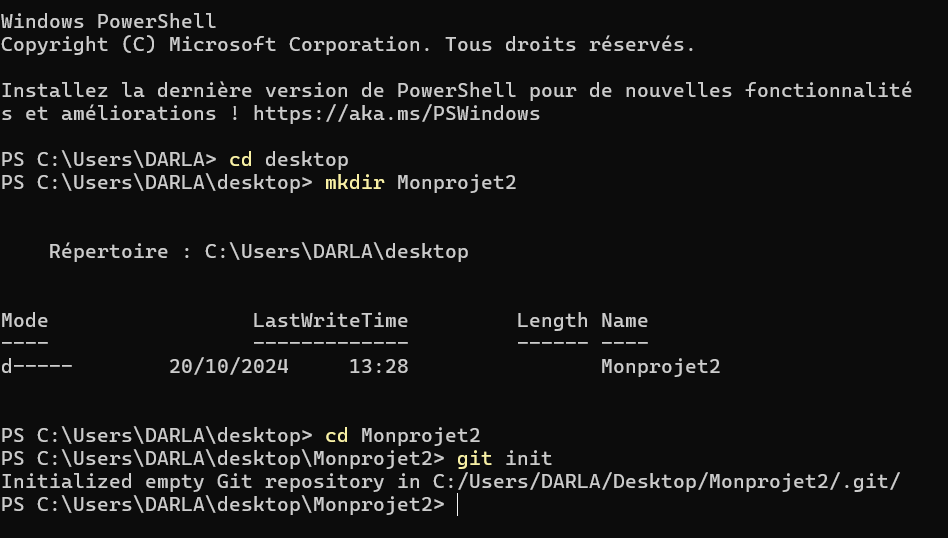 Windows PowerShell
Copyright (C) Microsoft Corporation. Tous droits réservés.
Installez la dernière version de PowerShell pour de nouvelles fonctionnalité
s et améliorations ! https://aka.ms/PSWindows
PS C:\Users\DARLA> cd desktop
PS C:\Users\DARLA\desktop> mkdir Monprojet2
    Répertoire : C:\Users\DARLA\desktop
Mode                 LastWriteTime         Length Name
----                 -------------         ------ ----
d-----        20/10/2024     13:28                Monprojet2
PS C:\Users\DARLA\desktop> cd Monprojet2
PS C:\Users\DARLA\desktop\Monprojet2> git init
Initialized empty Git repository in C:/Users/DARLA/Desktop/Monprojet2/.git/
PS C:\Users\DARLA\desktop\Monprojet2>